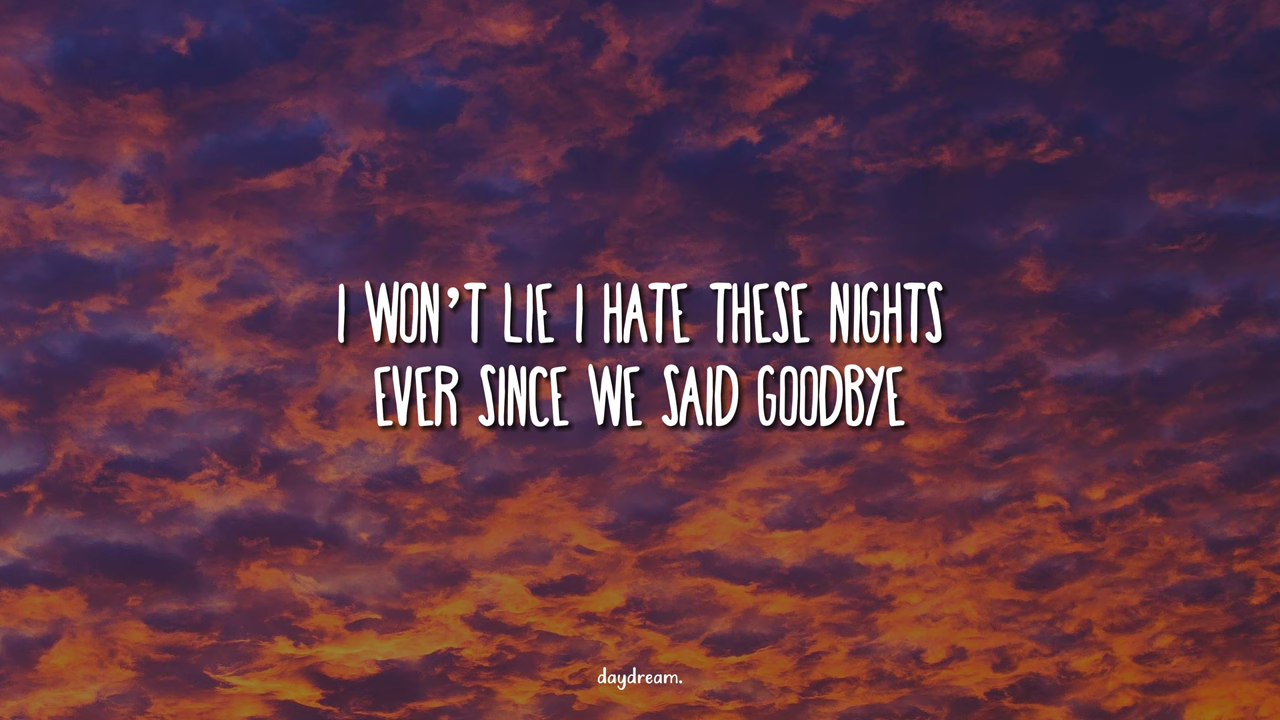 I WON'T LIE I HATE THESE NIGHTS
EVER SINCE WE SAID GOODBYE
daydream.